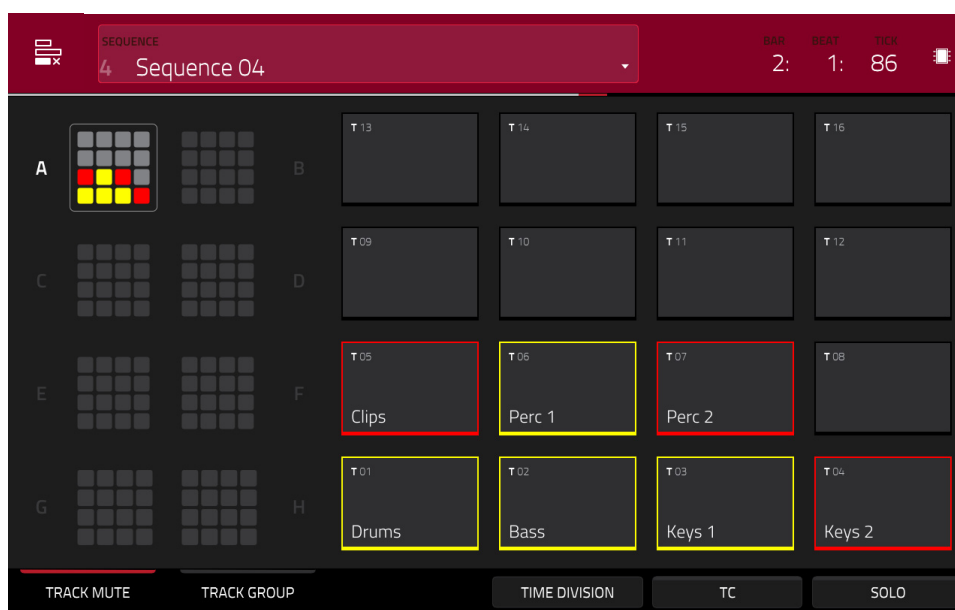 SEQUENCE BAR BEAT TICK
4 Sequence 04 2: 1: 86
T 13 T 14 T 15 T 16
A B
T 09 T 10 T 11 T 12
C D
T 05 T 06 T 07 T 08
E F
Clips Perc 1 Perc 2
T 01 T 02 T 03 T 04
G H
Drums Bass Keys 1 Keys 2
TRACK MUTE TRACK GROUP TIME DIVISION TC SOLO